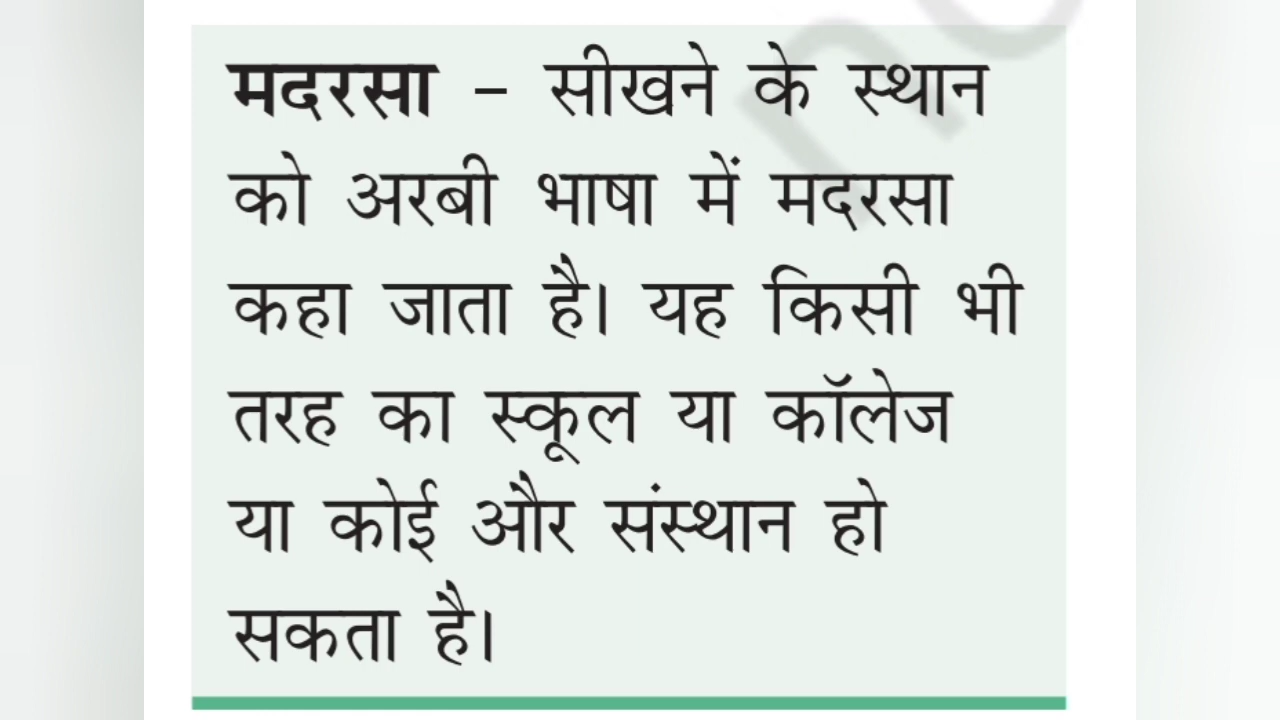 मदरसा – सीखने के स्थान
को अरबी भाषा में मदरसा
कहा जाता है। यह किसी भी
तरह का स्कूल या कॉलेज
या कोई और संस्थान हो
सकता है।